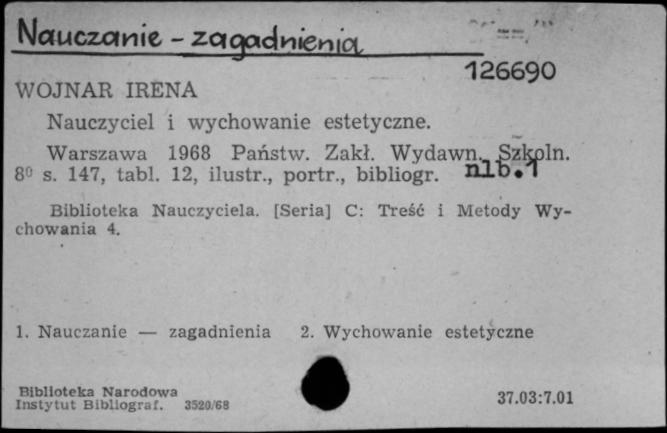 Nauczanie - zagadnienia
126690
WOJNAR IRENA
Nauczyciel i wychowanie estetyczne.
Warszawa 1968 Państw. Zakł. Wydawn. Szkoln.
8⁰ s. 147, tabl. 12, ilustr., portr., bibliogr. nlb.1
Biblioteka Nauczyciela. [Seria] C: Treść i Metody Wy-
chowania 4.
1. Nauczanie — zagadnienia 2. Wychowanie estetyczne
Biblioteka Narodowa
Instytut Bibliograf. 3520/68
37.03:7.01